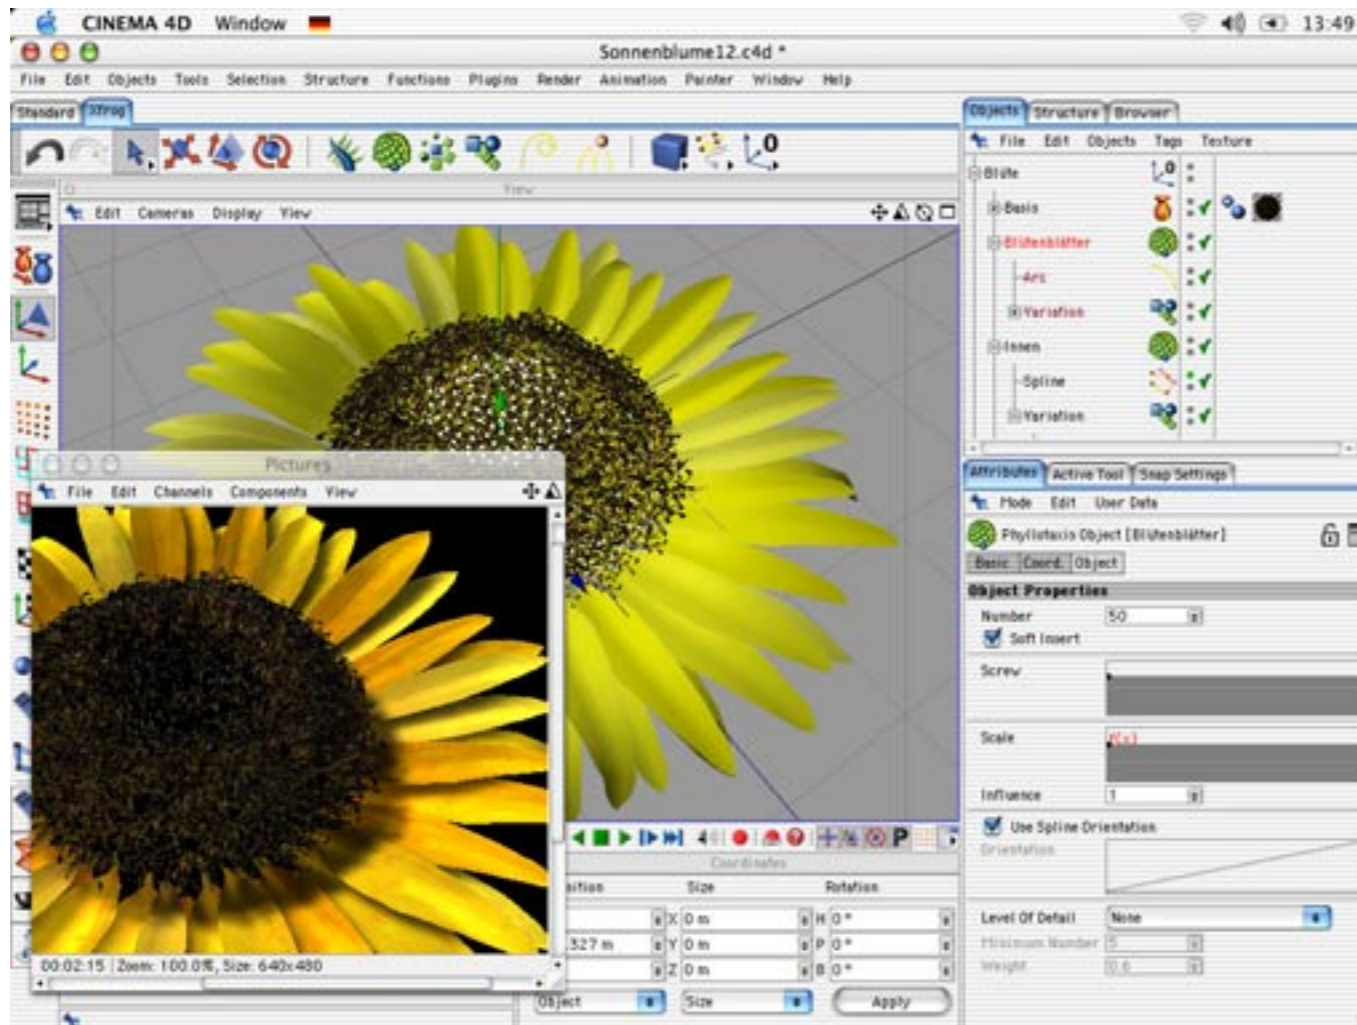 CINEMA 4D Window 13:49
Sonnenblume12.c4d *
File Edit Objects Tools Selection Structure Functions Plugins Render Animation Painter Window Help
Standard Xfrog
View
Edit Cameras Display View
Objects Structure Browser
File Edit Objects Tags Texture
Blüte
Basis
Blütenblätter
Arc
Variation
Innen
Spline
Variation
Pictures
File Edit Channels Components View
00:02:15 Zoom: 100.0%, Size: 640x480
Attributes Active Tool Snap Settings
Mode Edit User Data
Phyllotaxis Object [Blütenblätter]
Basic Coord. Object
Object Properties
Number 50
Soft Insert
Screw
Scale f(x)
Influence 1
Use Spline Orientation
Orientation
Level Of Detail None
Minimum Number 5
Weight 0.6
P
Coordinates
sition Size Rotation
X 0 m H 0 °
.327 m Y 0 m P 0 °
Z 0 m B 0 °
Object Size Apply